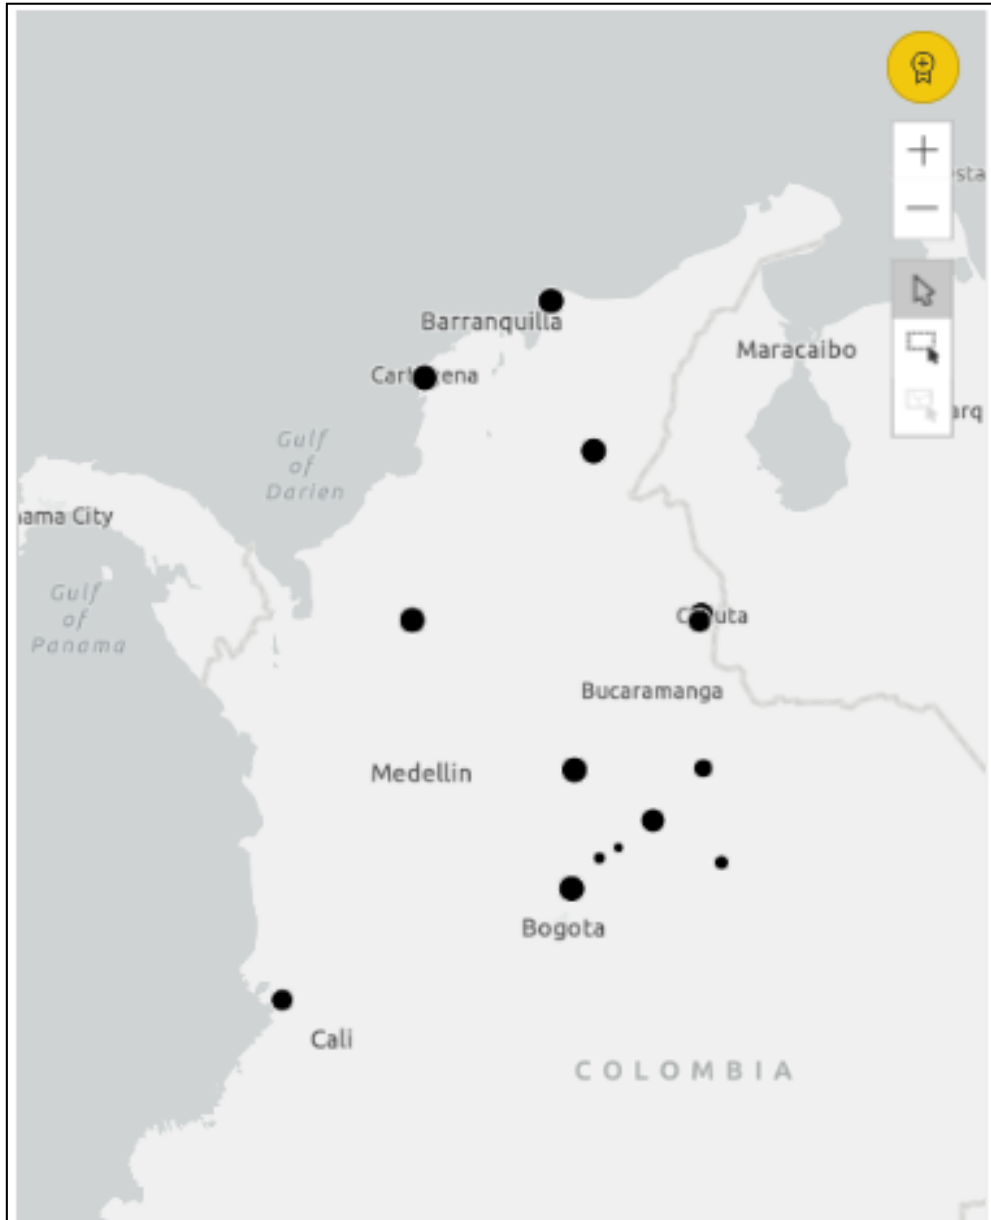 Barranquilla
Maracaibo
Gulf
of
Darien
Panama
Gulf
of
Bucaramanga
Medellin
Bogota
Cali
COLOMBIA